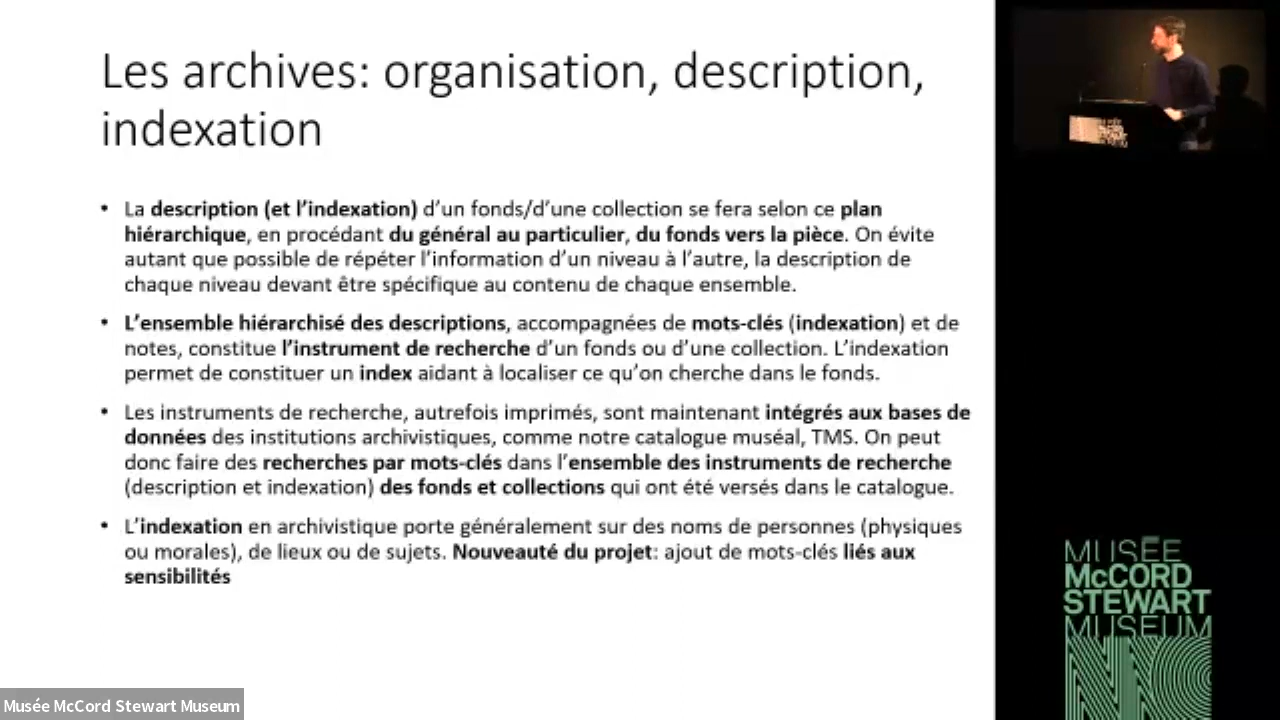 Les archives: organisation, description,
indexation
• La description (et l’indexation) d’un fonds/d’une collection se fera selon ce plan
hiérarchique, en procédant du général au particulier, du fonds vers la pièce. On évite
autant que possible de répéter l’information d’un niveau à l’autre, la description de
chaque niveau devant être spécifique au contenu de chaque ensemble.
• L’ensemble hiérarchisé des descriptions, accompagnées de mots-clés (indexation) et de
notes, constitue l’instrument de recherche d’un fonds ou d’une collection. L’indexation
permet de constituer un index aidant à localiser ce qu’on cherche dans le fonds.
• Les instruments de recherche, autrefois imprimés, sont maintenant intégrés aux bases de
données des institutions archivistiques, comme notre catalogue muséal, TMS. On peut
donc faire des recherches par mots-clés dans l’ensemble des instruments de recherche
(description et indexation) des fonds et collections qui ont été versés dans le catalogue.
• L’indexation en archivistique porte généralement sur des noms de personnes (physiques
ou morales), de lieux ou de sujets. Nouveauté du projet: ajout de mots-clés liés aux
sensibilités
MUSÉE
McCORD
STEWART
MUSEUM
Musée McCord Stewart Museum